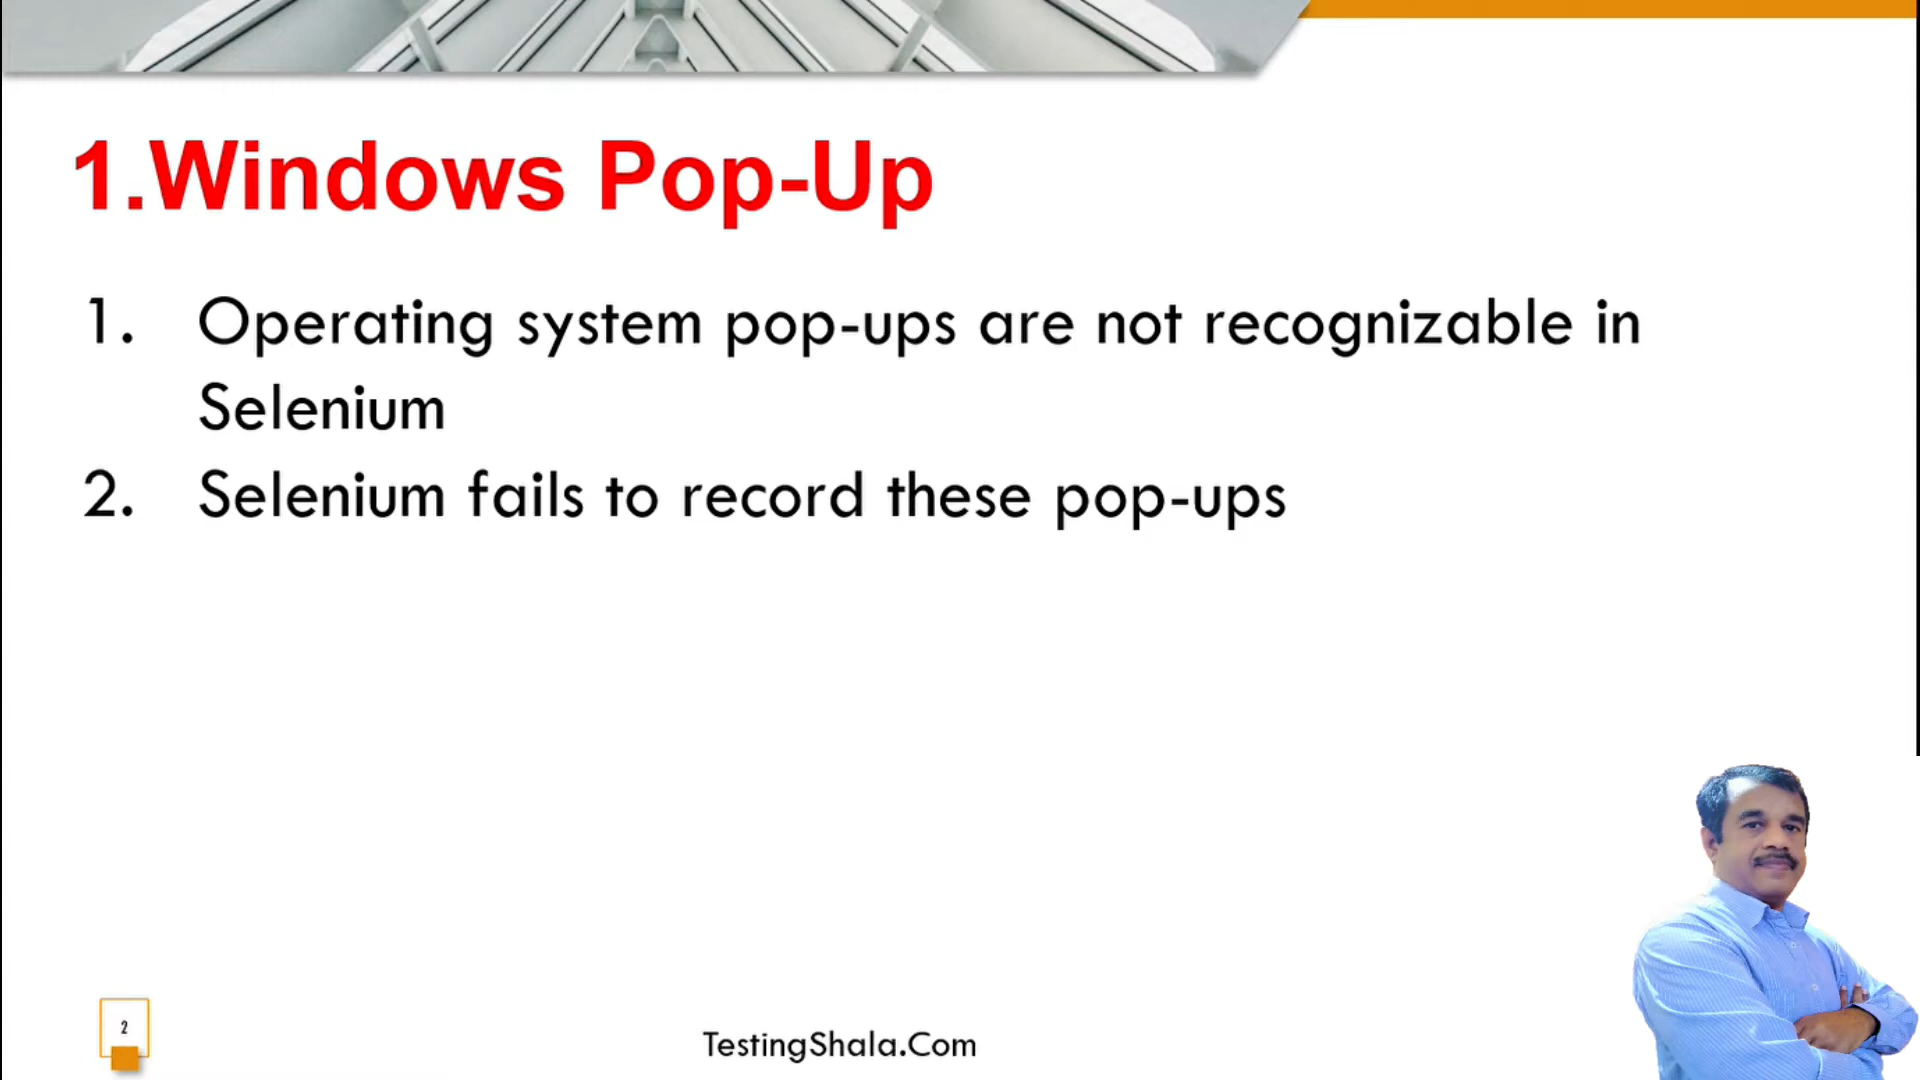 1.Windows Pop-Up
1. Operating system pop-ups are not recognizable in
Selenium
2. Selenium fails to record these pop-ups
2
TestingShala.Com